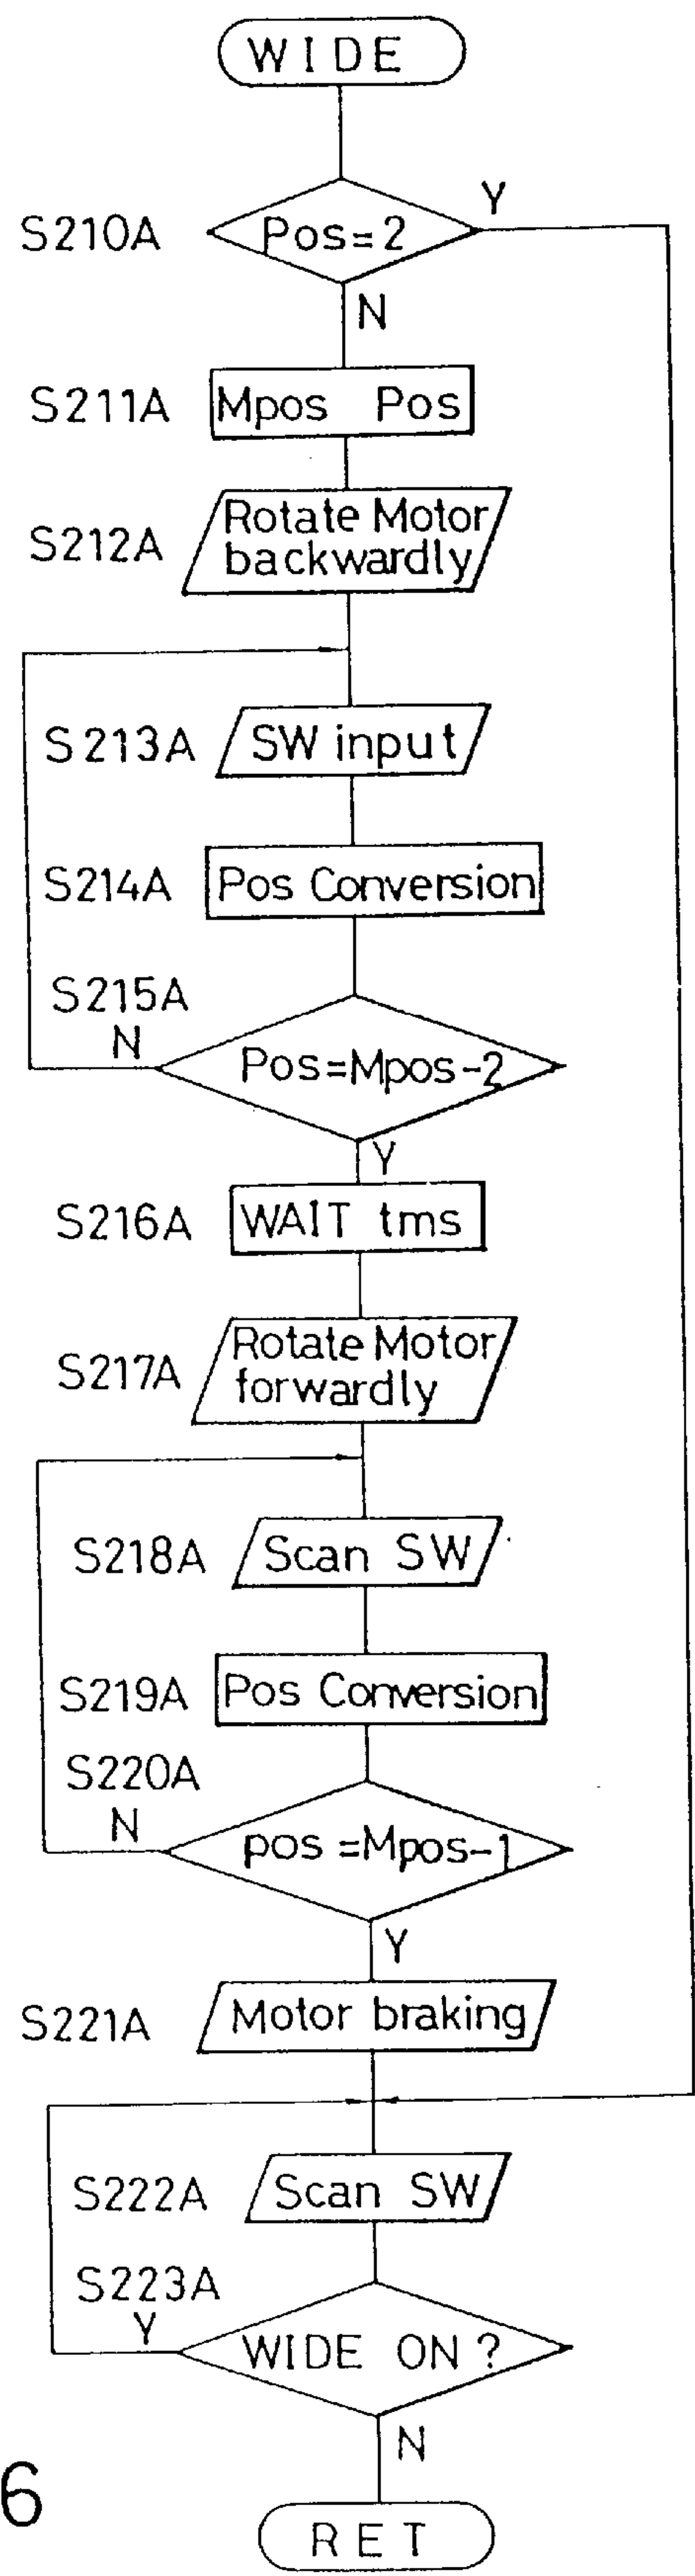 WIDE
Y
S210A
Pos=2
N
S211A
Mpos Pos
S212A
Rotate Motor
backwardly
S213A
SW input
S214A
Pos Conversion
S215A
N
Pos=Mpos-2
Y
S216A
WAIT tms
S217A
Rotate Motor
forwardly
S218A
Scan SW
S219A
Pos Conversion
S220A
N
pos=Mpos-1
Y
S221A
Motor braking
S222A
Scan SW
S223A
Y
WIDE ON?
N
6
RET